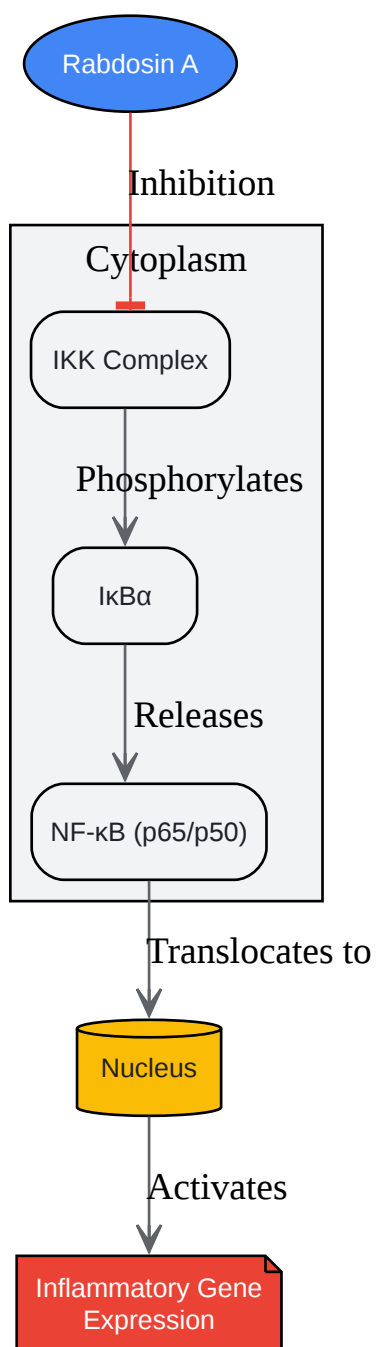 Rabdosin A
Inhibition
Cytoplasm
IKK Complex
Phosphorylates
IκBα
Releases
NF-κB (p65/p50)
Translocates to
Nucleus
Activates
Inflammatory Gene
Expression